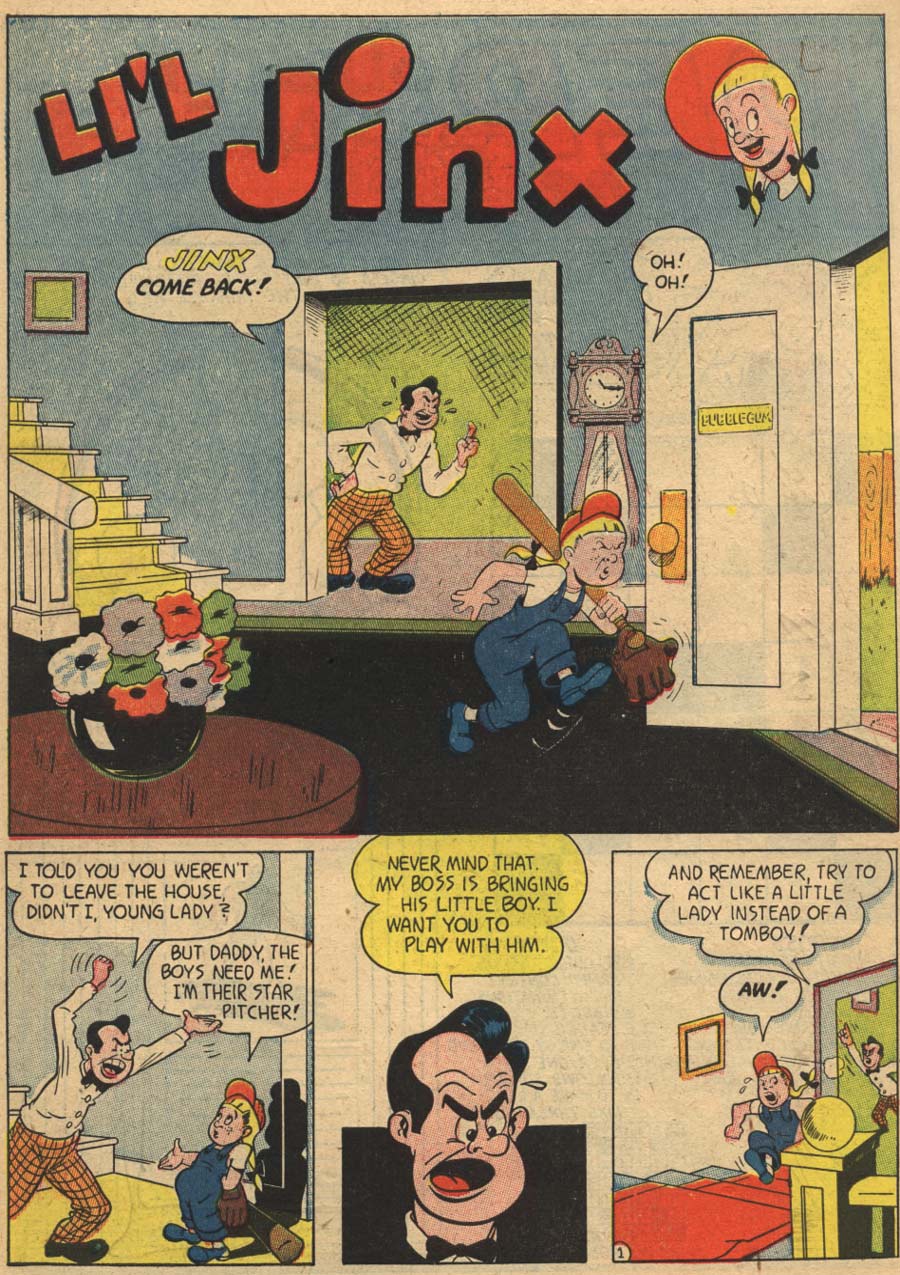 LI'L
Jinx
JINX
COME BACK!
OH!
OH!
BUBBLEGUM
I TOLD YOU YOU WEREN'T
TO LEAVE THE HOUSE,
DIDN'T I, YOUNG LADY?
BUT DADDY, THE
BOYS NEED ME!
I'M THEIR STAR
PITCHER!
NEVER MIND THAT.
MY BOSS IS BRINGING
HIS LITTLE BOY. I
WANT YOU TO
PLAY WITH HIM.
AND REMEMBER, TRY TO
ACT LIKE A LITTLE
LADY INSTEAD OF A
TOMBOY!
AW!
1